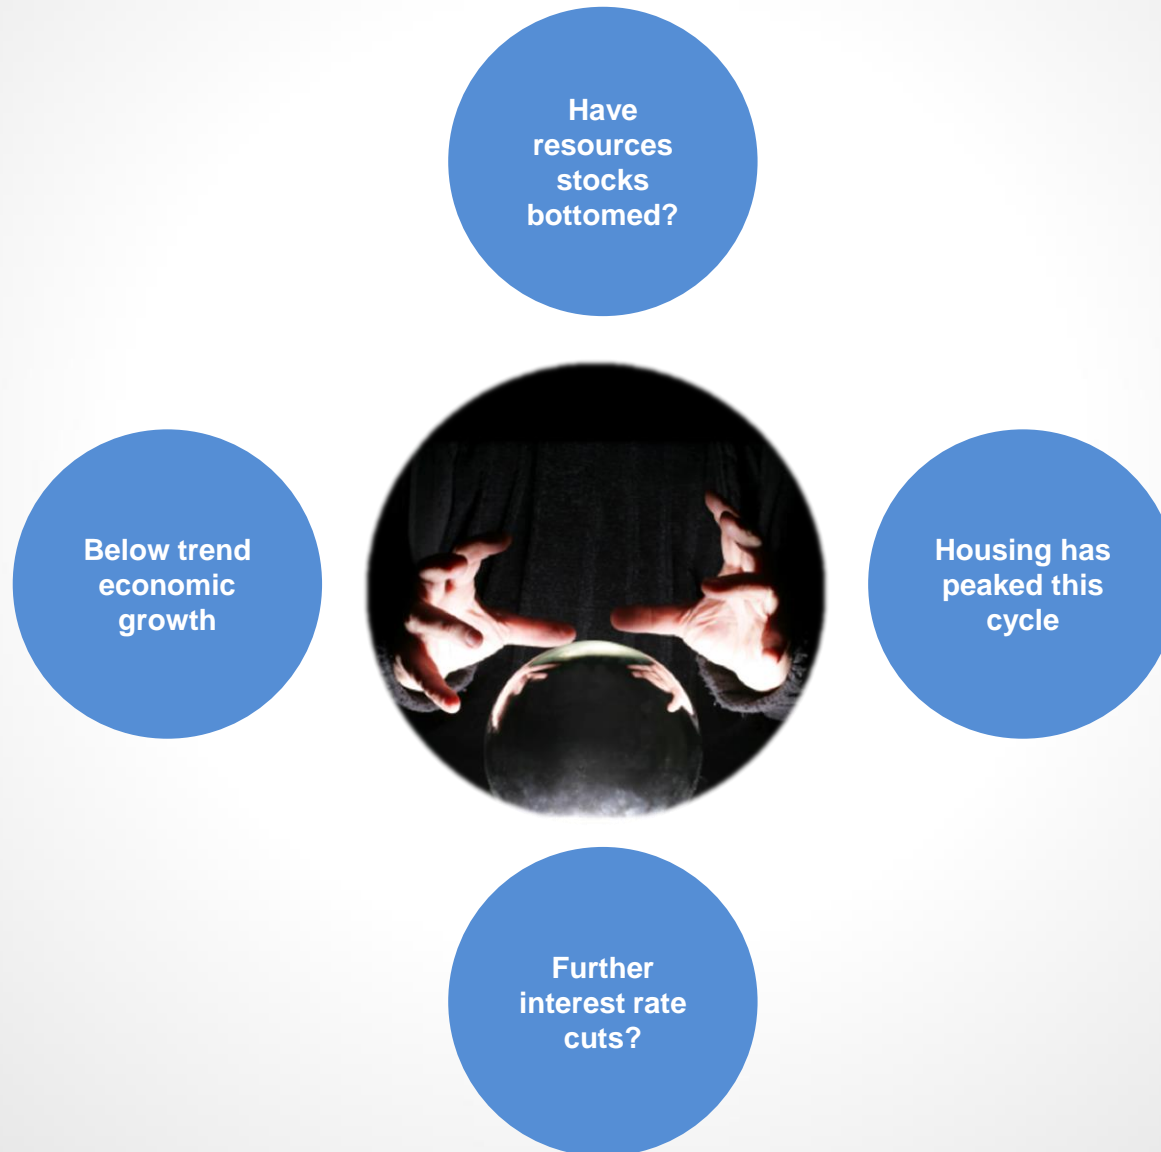 Have
resources
stocks
bottomed?
Below trend
economic
growth
Housing has
peaked this
cycle
Further
interest rate
cuts?